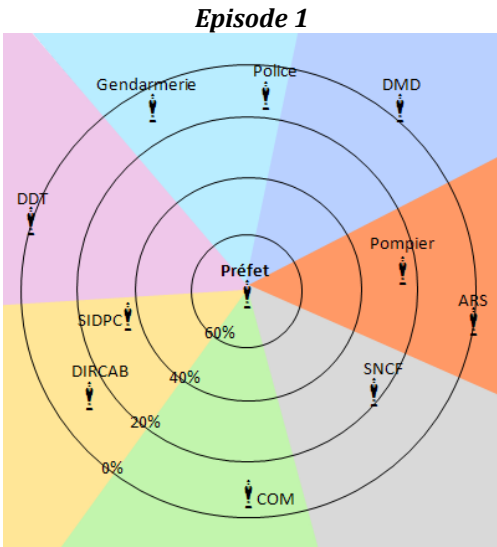 Episode 1
Gendarmerie
Police
DMD
DDT
Pompier
Préfet
ARS
SIDPC
60%
SNCF
DIRCAB
40%
20%
0%
COM